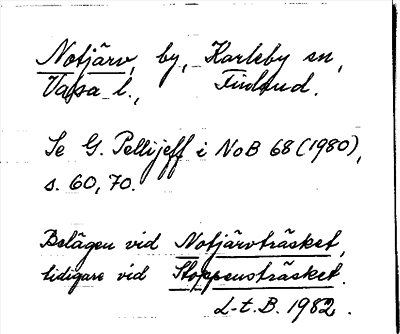 Notjärv, by, Karleby sn,
Vasa l., Finland.
Se G. Pellijeff i NoB 68 (1980),
s. 60, 70.
Belägen vid Notjärvträsket,
tidigare vid Stoppensträsket.
L-t. B. 1982.